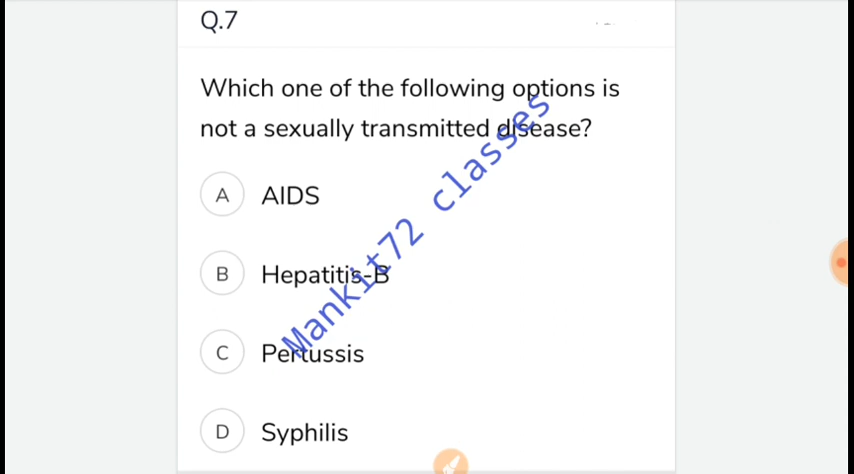 Q.7
Which one of the following options is
not a sexually transmitted disease?
A AIDS
B Hepatitis-B
C Pertussis
D Syphilis
Mankit72 classes